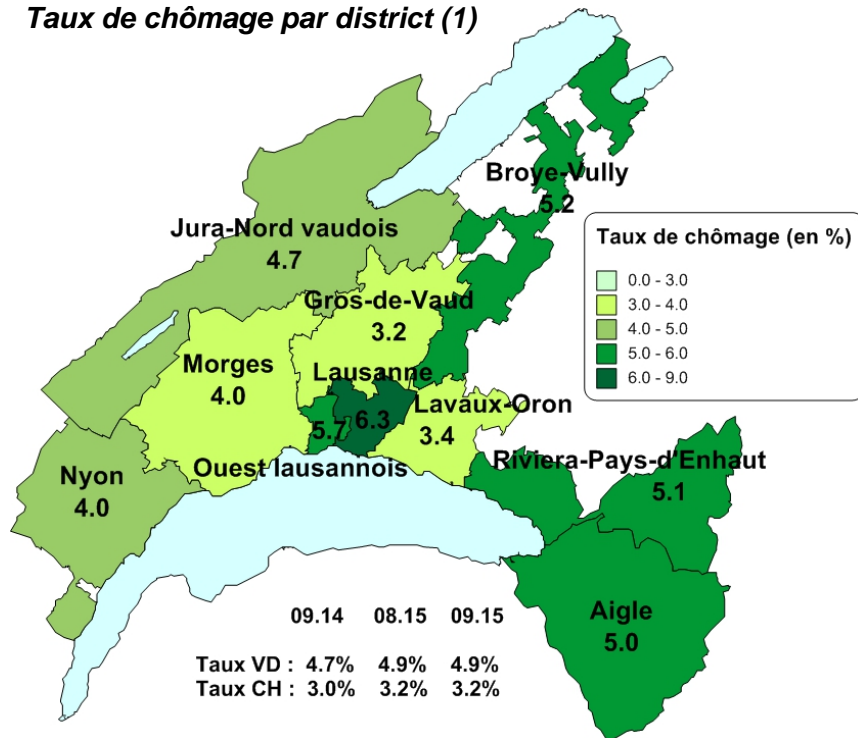 Taux de chômage par district (1)
Broye-Vully
5.2
Jura-Nord vaudois
4.7
Taux de chômage (en %)
0.0 - 3.0
3.0 - 4.0
4.0 - 5.0
5.0 - 6.0
6.0 - 9.0
Gros-de-Vaud
3.2
Morges
4.0
Lausanne
6.3
5.7
Lavaux-Oron
3.4
Ouest lausannois
Riviera-Pays-d'Enhaut
5.1
Nyon
4.0
Aigle
5.0
09.14 08.15 09.15
Taux VD : 4.7% 4.9% 4.9%
Taux CH : 3.0% 3.2% 3.2%